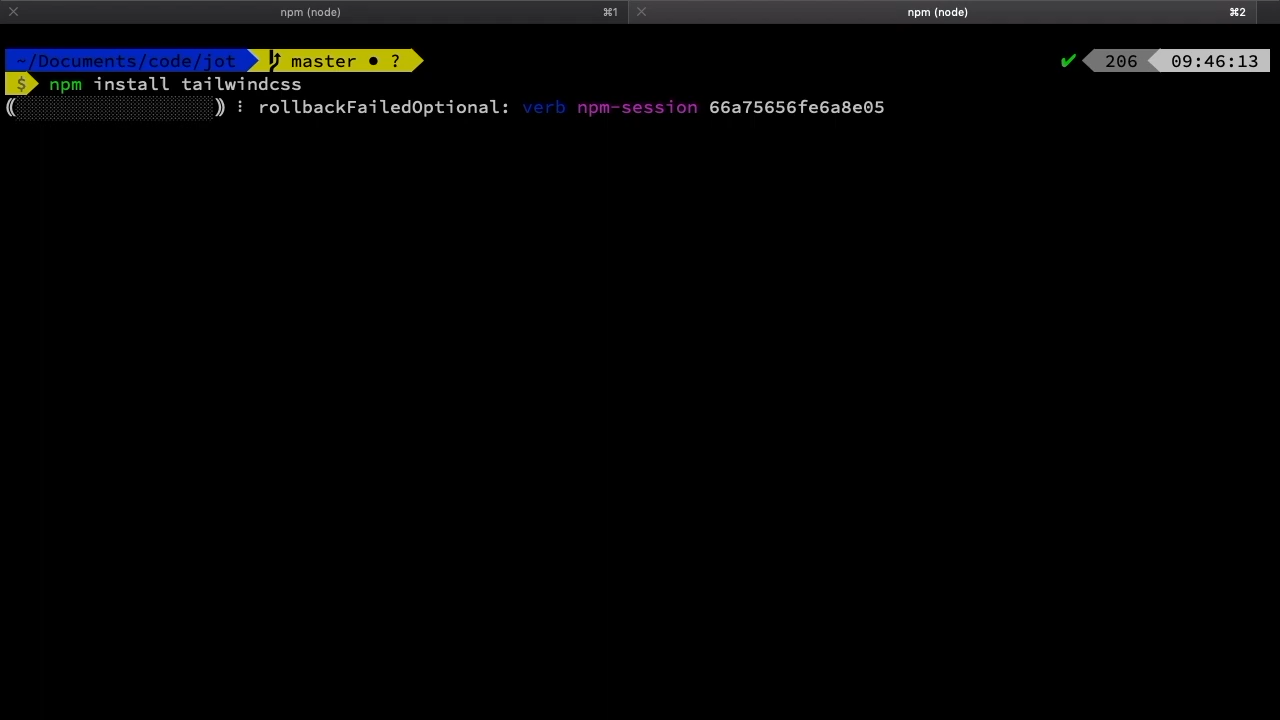 npm (node) ⌘1 npm (node) ⌘2
~/Documents/code/jot master ● ? ✔ 206 09:46:13
$ npm install tailwindcss
⸨░░░░░░░░░░░░░░░░░░⸩ ⠸ rollbackFailedOptional: verb npm-session 66a75656fe6a8e05